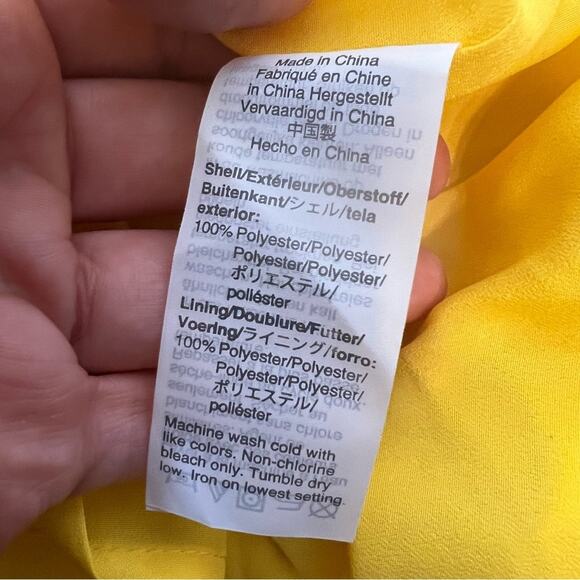 Made in China
Fabriqué en Chine
in China Hergestellt
Vervaardigd in China
中国製
Hecho en China
Shell/Extérieur/Oberstoff/
Buitenkant/シェル/tela
exterior:
100% Polyester/Polyester/
Polyester/Polyester/
ポリエステル/
poliéster
Lining/Doublure/Futter/
Voering/ライニング/forro:
100% Polyester/Polyester/
Polyester/Polyester/
ポリエステル/
poliéster
Machine wash cold with
like colors. Non-chlorine
bleach only. Tumble dry
low. Iron on lowest setting.